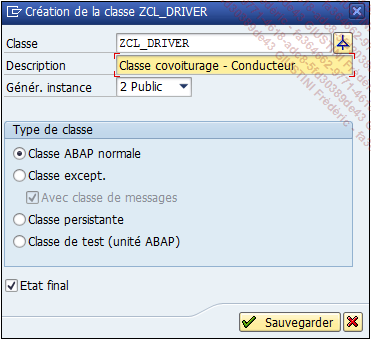 Création de la classe ZCL_DRIVER
Classe ZCL_DRIVER
Description Classe covoiturage - Conducteur
Génér. instance 2 Public
Type de classe
Classe ABAP normale
Classe except.
Avec classe de messages
Classe persistante
Classe de test (unité ABAP)
Etat final
Sauvegarder